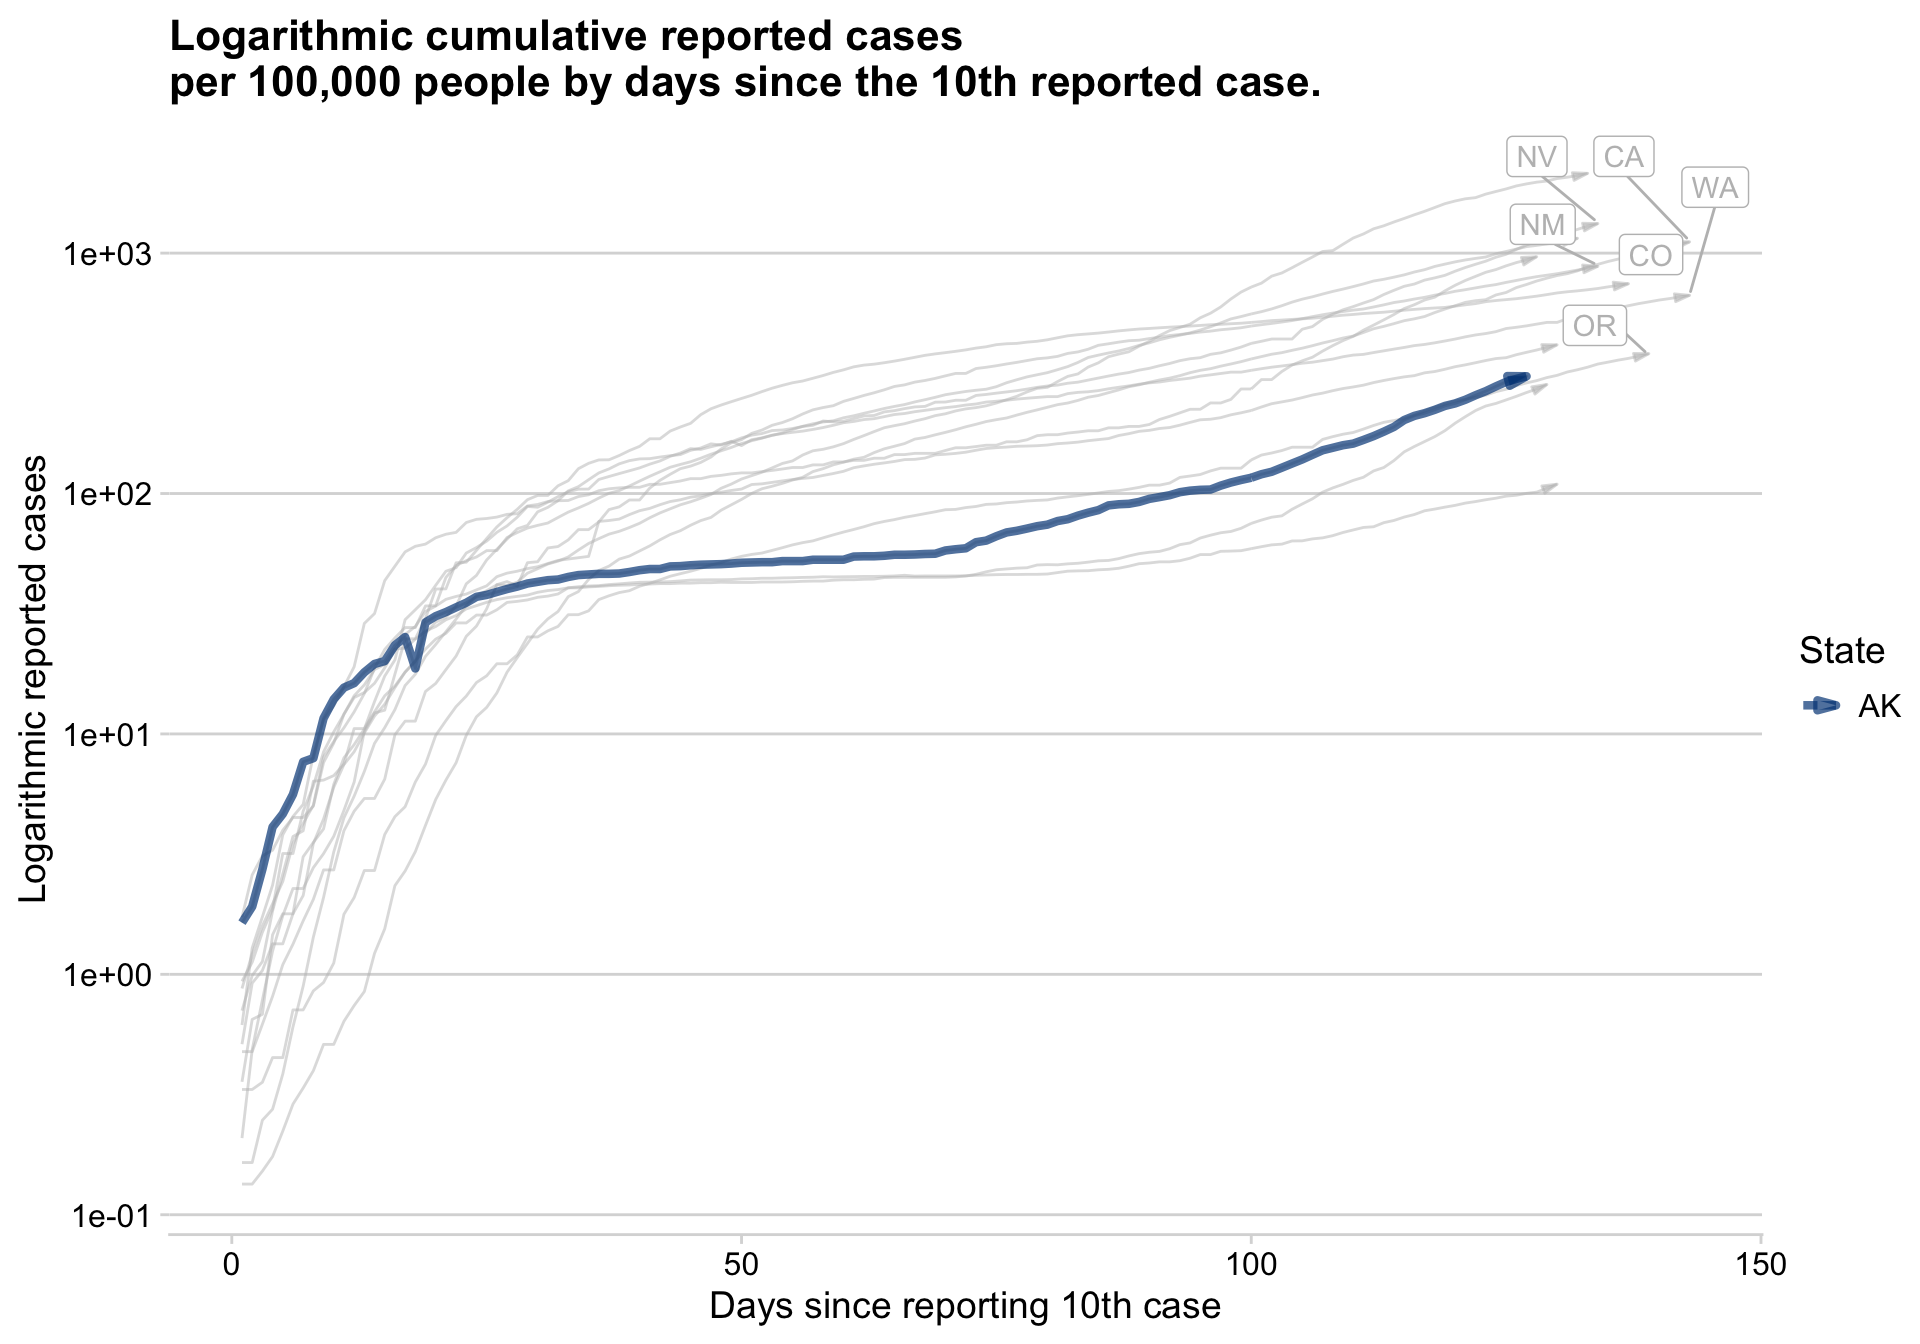 Logarithmic cumulative reported cases
per 100,000 people by days since the 10th reported case.
NV
CA
WA
NM
CO
OR
1e+03
1e+02
1e+01
1e+00
1e-01
Logarithmic reported cases
0
50
100
150
Days since reporting 10th case
State
AK